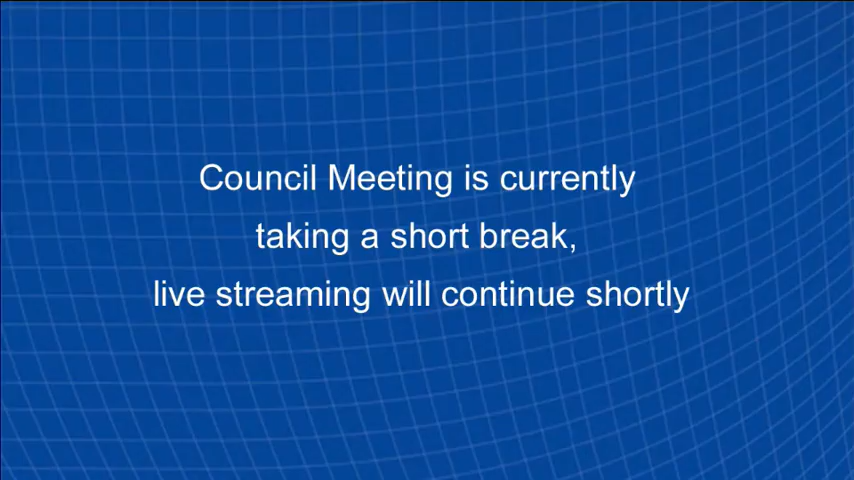 Council Meeting is currently
taking a short break,
live streaming will continue shortly